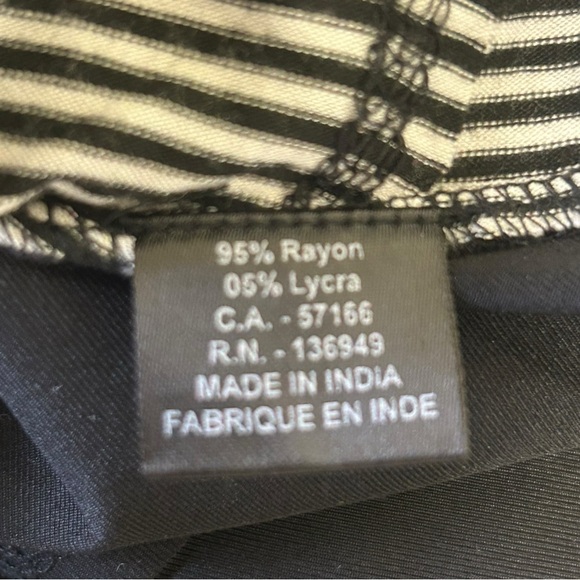 95% Rayon
05% Lycra
C.A. - 57166
R.N. - 136949
MADE IN INDIA
FABRIQUE EN INDE